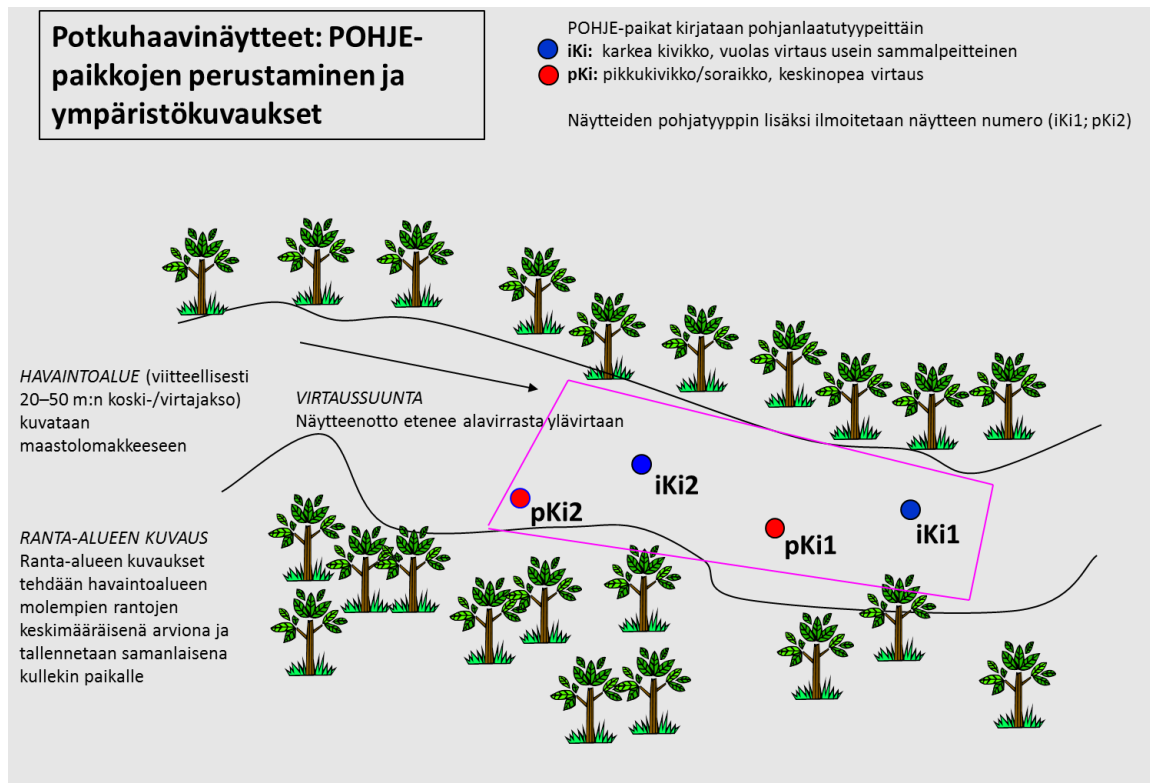 Potkuhaavinäytteet: POHJE-
paikkojen perustaminen ja
ympäristökuvaukset
POHJE-paikat kirjataan pohjanlaatutyypeittäin
iKi: karkea kivikko, vuolas virtaus usein sammalpeitteinen
pKi: pikkukivikko/soraikko, keskinopea virtaus
Näytteiden pohjatyyppin lisäksi ilmoitetaan näytteen numero (iKi1; pKi2)
HAVAINTOALUE (viitteellisesti
20–50 m:n koski-/virtajakso)
kuvataan
maastolomakkeeseen
VIRTAUSSUUNTA
Näytteenotto etenee alavirrasta ylävirtaan
iKi2
pKi2
pKi1
iKi1
RANTA-ALUEEN KUVAUS
Ranta-alueen kuvaukset
tehdään havaintoalueen
molempien rantojen
keskimääräisenä arviona ja
tallennetaan samanlaisena
kullekin paikalle